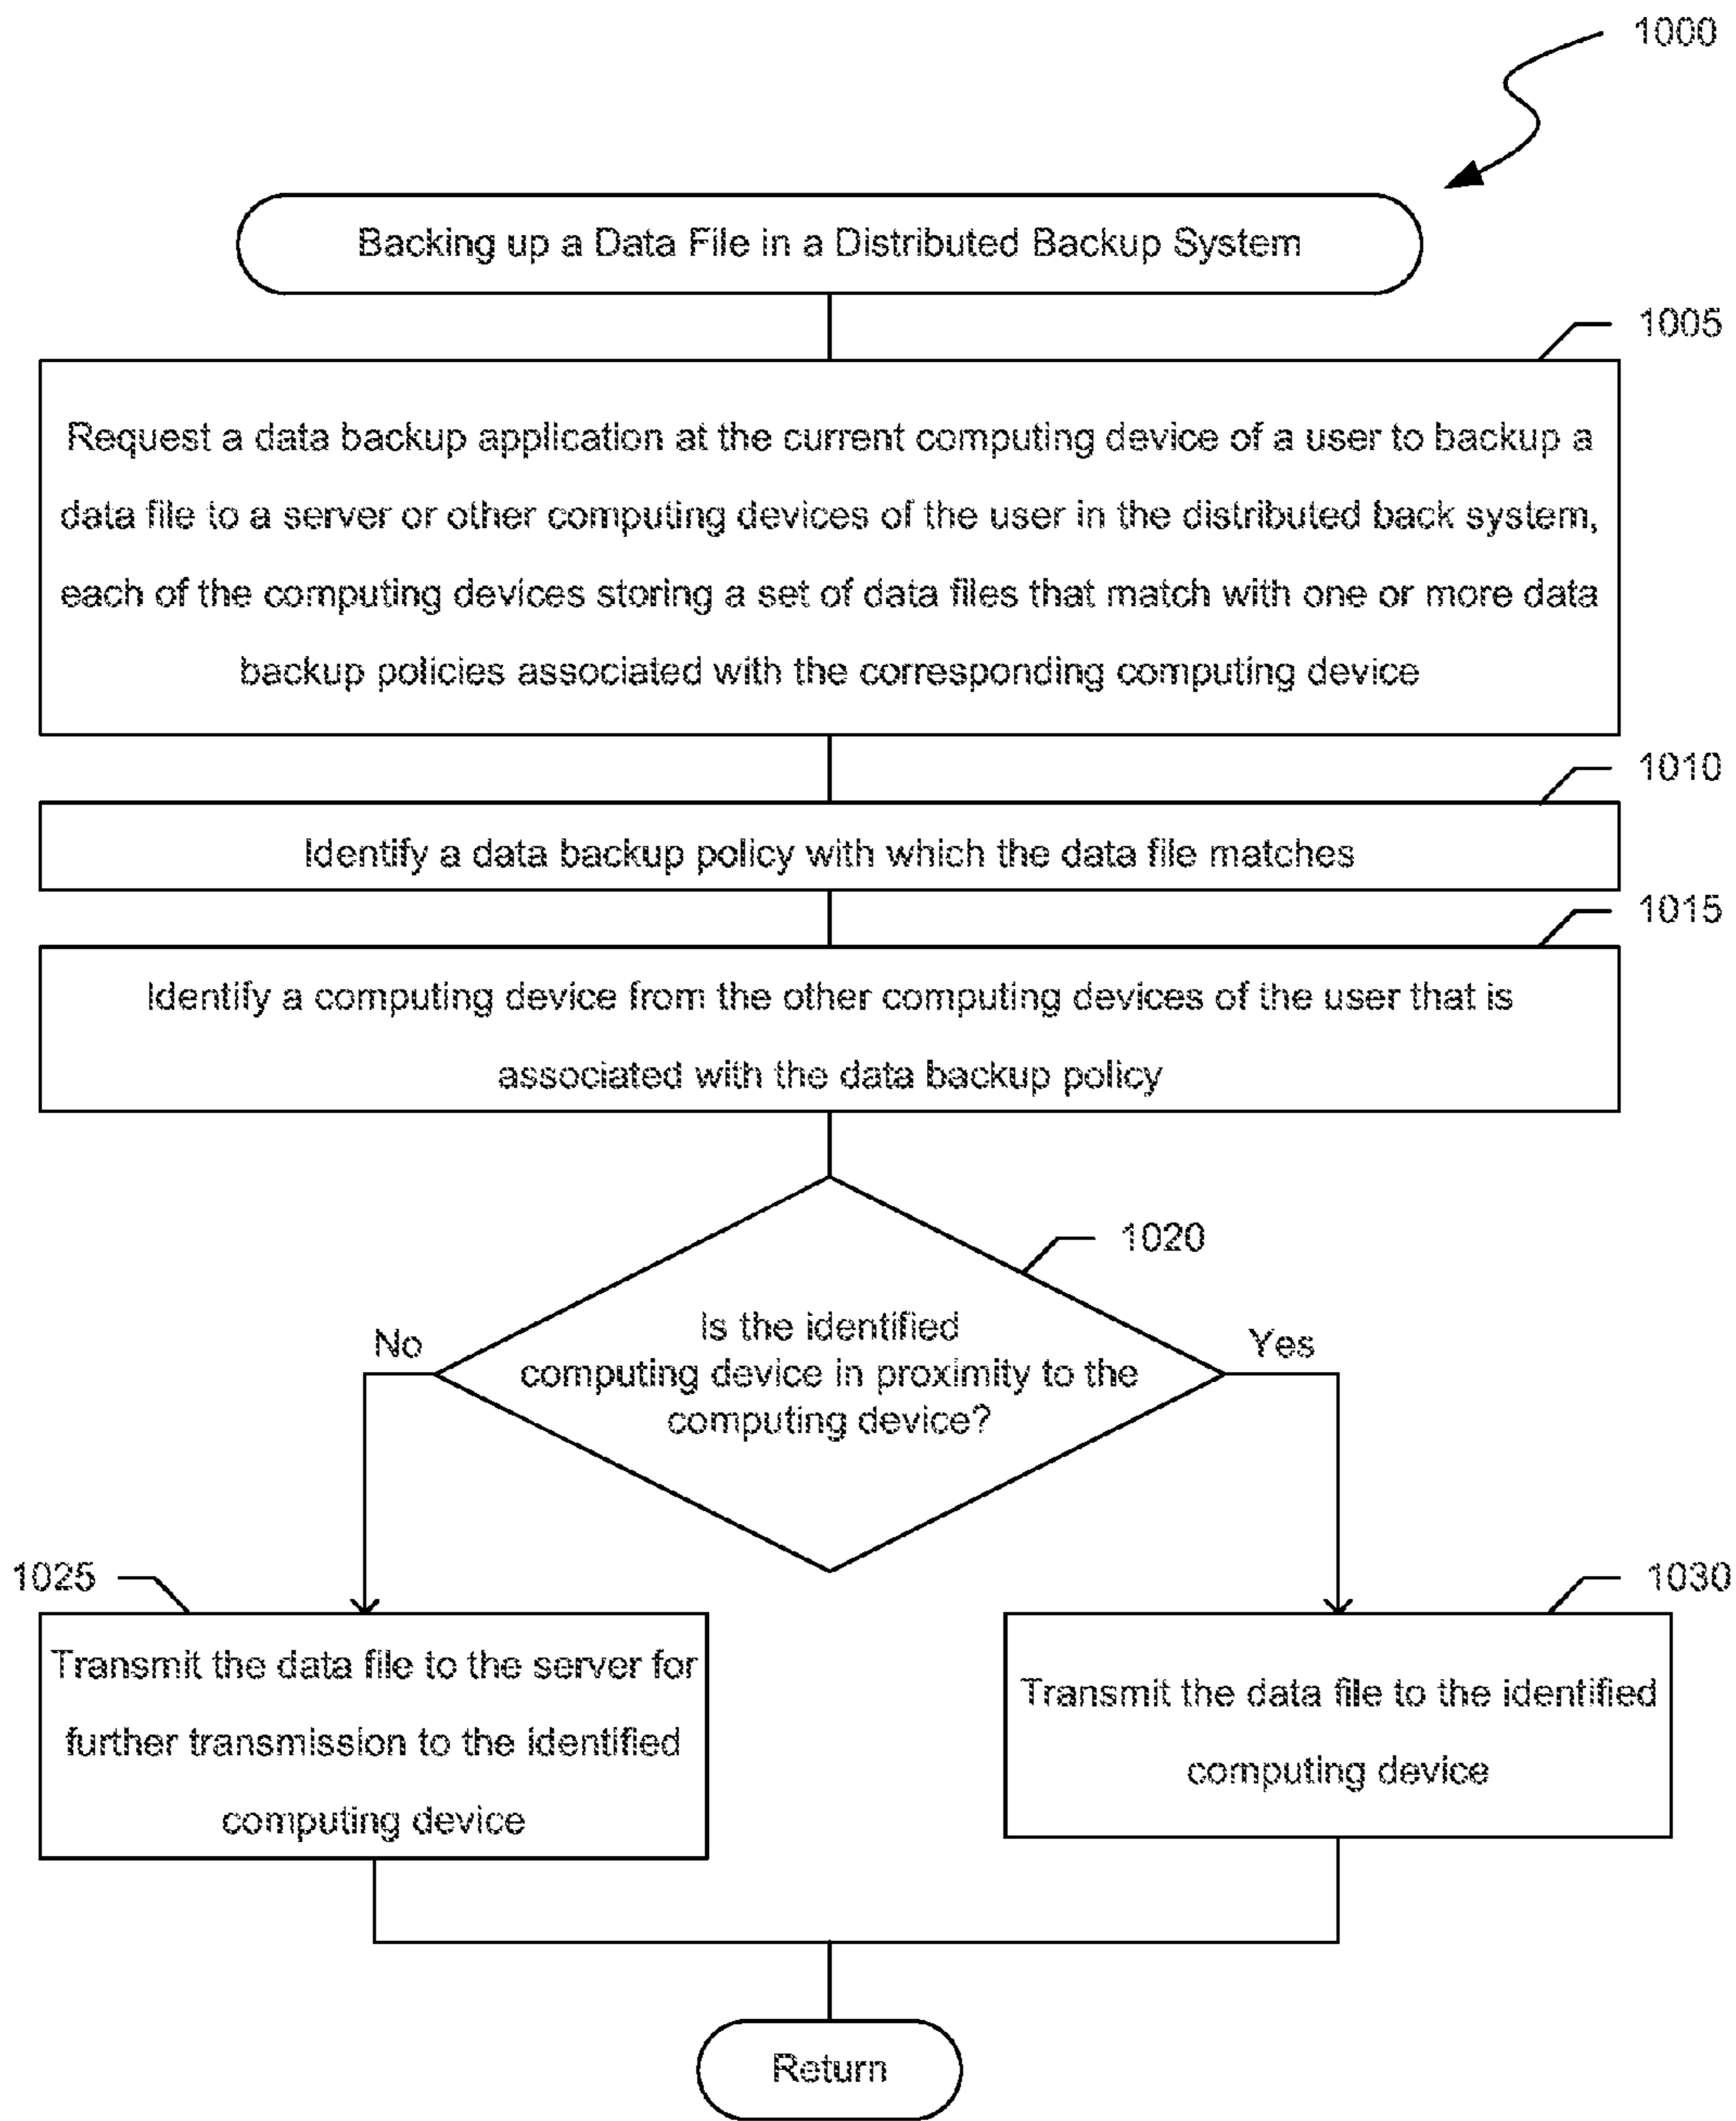 1000
Backing up a Data File in a Distributed Backup System
1005
Request a data backup application at the current computing device of a user to backup a
data file to a server or other computing devices of the user in the distributed back system,
each of the computing devices storing a set of data files that match with one or more data
backup policies associated with the corresponding computing device
1010
Identify a data backup policy with which the data file matches
1015
Identify a computing device from the other computing devices of the user that is
associated with the data backup policy
1020
Is the identified
computing device in proximity to the
computing device?
No
Yes
1025
Transmit the data file to the server for
further transmission to the identified
computing device
1030
Transmit the data file to the identified
computing device
Return